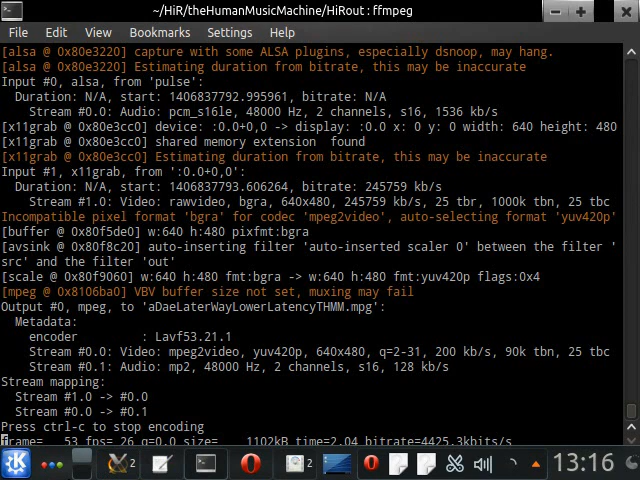 ~/HiR/theHumanMusicMachine/HiRout : ffmpeg
File Edit View Bookmarks Settings Help
[alsa @ 0x80e3220] capture with some ALSA plugins, especially dsnoop, may hang.
[alsa @ 0x80e3220] Estimating duration from bitrate, this may be inaccurate
Input #0, alsa, from 'pulse':
Duration: N/A, start: 1406837792.995961, bitrate: N/A
Stream #0.0: Audio: pcm_s16le, 48000 Hz, 2 channels, s16, 1536 kb/s
[x11grab @ 0x80e3cc0] device: :0.0+0,0 -> display: :0.0 x: 0 y: 0 width: 640 height: 480
[x11grab @ 0x80e3cc0] shared memory extension  found
[x11grab @ 0x80e3cc0] Estimating duration from bitrate, this may be inaccurate
Input #1, x11grab, from ':0.0+0,0':
Duration: N/A, start: 1406837793.606264, bitrate: 245759 kb/s
Stream #1.0: Video: rawvideo, bgra, 640x480, 245759 kb/s, 25 tbr, 1000k tbn, 25 tbc
Incompatible pixel format 'bgra' for codec 'mpeg2video', auto-selecting format 'yuv420p'
[buffer @ 0x80f5de0] w:640 h:480 pixfmt:bgra
[avsink @ 0x80f8c20] auto-inserting filter 'auto-inserted scaler 0' between the filter '
src' and the filter 'out'
[scale @ 0x80f9060] w:640 h:480 fmt:bgra -> w:640 h:480 fmt:yuv420p flags:0x4
[mpeg @ 0x8106ba0] VBV buffer size not set, muxing may fail
Output #0, mpeg, to 'aDaeLaterWayLowerLatencyTHMM.mpg':
Metadata:
encoder         : Lavf53.21.1
Stream #0.0: Video: mpeg2video, yuv420p, 640x480, q=2-31, 200 kb/s, 90k tbn, 25 tbc
Stream #0.1: Audio: mp2, 48000 Hz, 2 channels, s16, 128 kb/s
Stream mapping:
Stream #1.0 -> #0.0
Stream #0.0 -> #0.1
Press ctrl-c to stop encoding
frame=   53 fps= 26 q=0.0 size=    1102kB time=2.04 bitrate=4425.3kbits/s
2 2 13:16